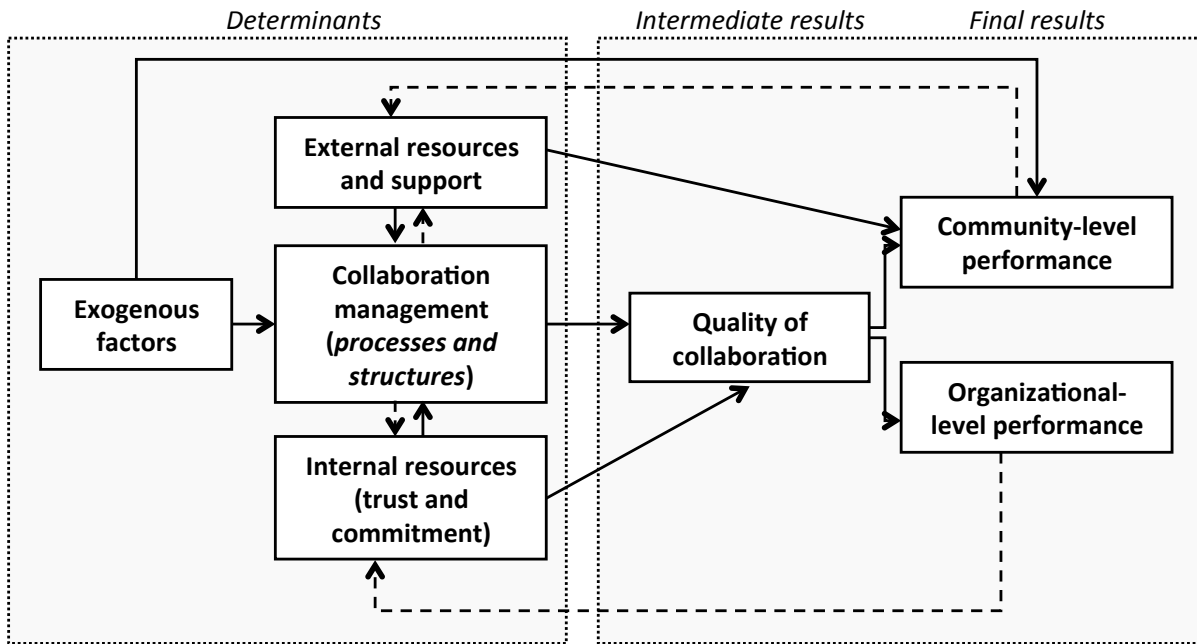 Determinants
Intermediate results
Final results
External resources
and support
Community-level
performance
Exogenous
factors
Collaboration
management
(processes and
structures)
Quality of
collaboration
Organizational-
level performance
Internal resources
(trust and
commitment)